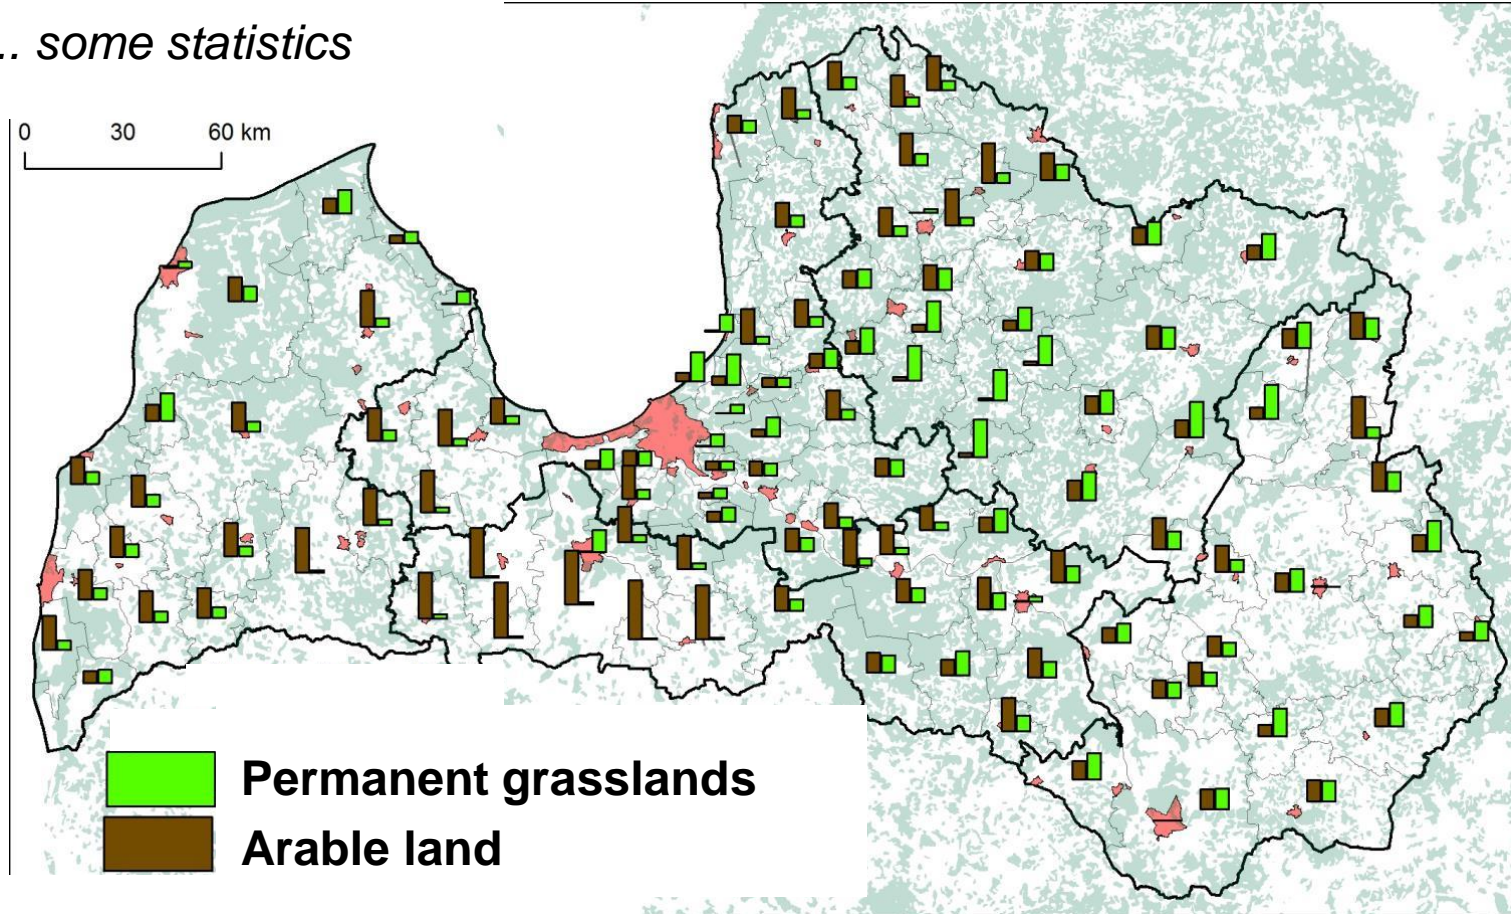 .. some statistics
0 30 60 km
Permanent grasslands
Arable land